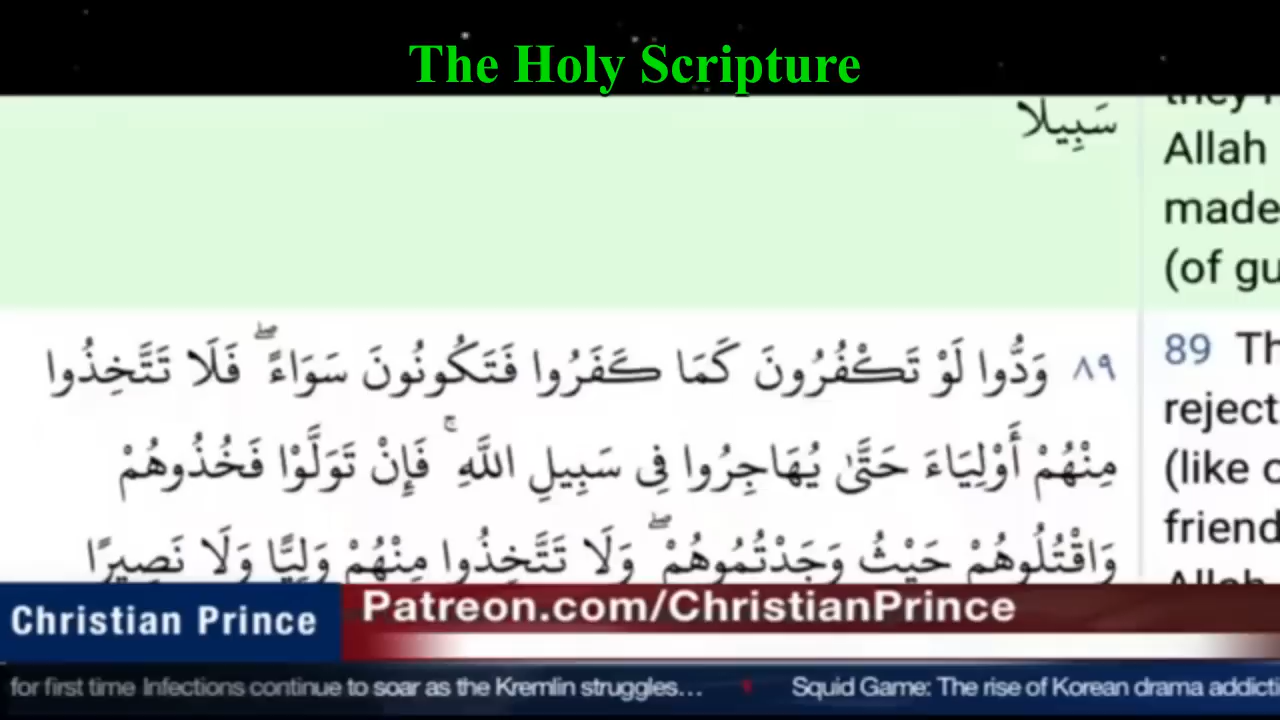 The Holy Scripture
سَبِيلًا
Allah
made
(of gu
٨٩ وَدُّوا لَوْ تَكْفُرُونَ كَمَا كَفَرُوا فَتَكُونُونَ سَوَاءً ۖ فَلَا تَتَّخِذُوا
مِنْهُمْ أَوْلِيَاءَ حَتَّىٰ يُهَاجِرُوا فِى سَبِيلِ اللَّهِ ۚ فَإِنْ تَوَلَّوْا فَخُذُوهُمْ
وَاقْتُلُوهُمْ حَيْثُ وَجَدْتُمُوهُمْ ۖ وَلَا تَتَّخِذُوا مِنْهُمْ وَلِيًّا وَلَا نَصِيرًا
89 Th
reject
(like
friend
Allah
Christian Prince
Patreon.com/ChristianPrince
for first time Infections continue to soar as the Kremlin struggles...
Squid Game: The rise of Korean drama addicti